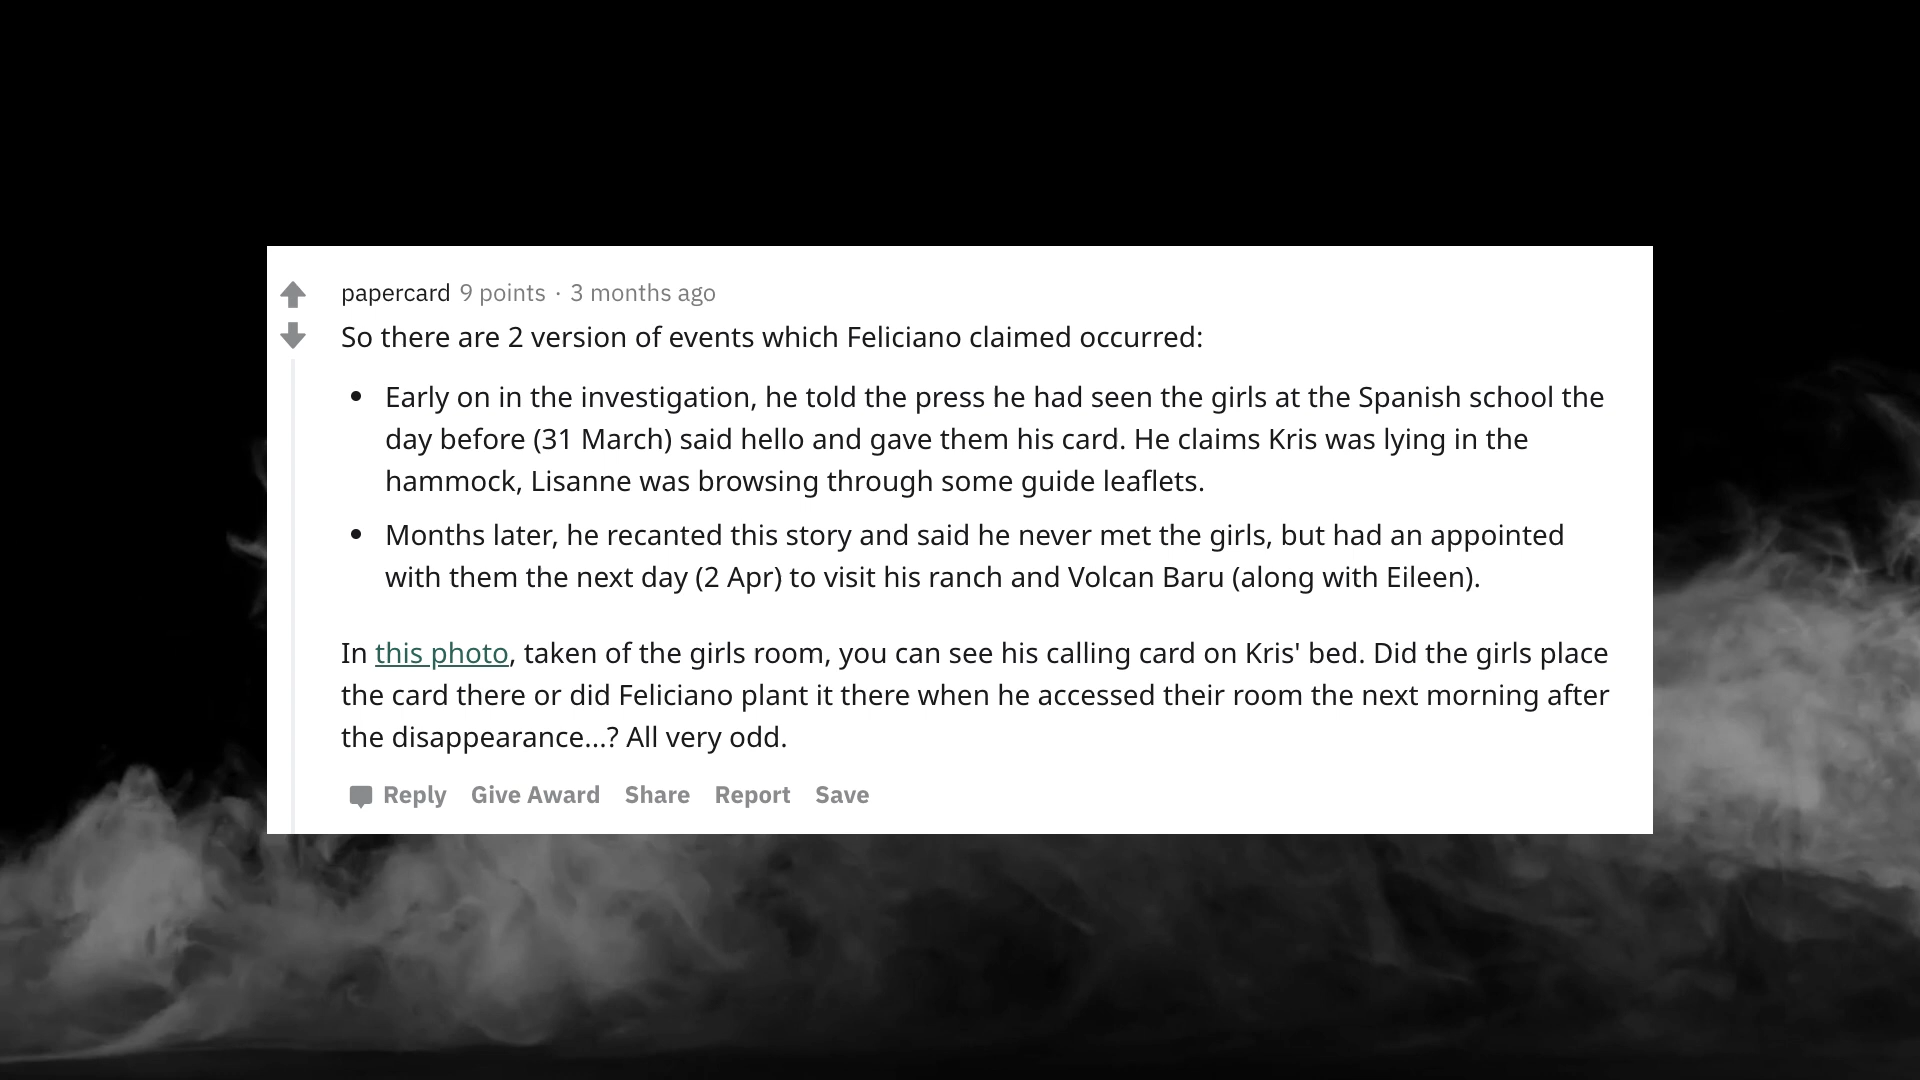 papercard 9 points · 3 months ago
So there are 2 version of events which Feliciano claimed occurred:
• Early on in the investigation, he told the press he had seen the girls at the Spanish school the
day before (31 March) said hello and gave them his card. He claims Kris was lying in the
hammock, Lisanne was browsing through some guide leaflets.
• Months later, he recanted this story and said he never met the girls, but had an appointed
with them the next day (2 Apr) to visit his ranch and Volcan Baru (along with Eileen).
In this photo, taken of the girls room, you can see his calling card on Kris' bed. Did the girls place
the card there or did Feliciano plant it there when he accessed their room the next morning after
the disappearance...? All very odd.
Reply Give Award Share Report Save